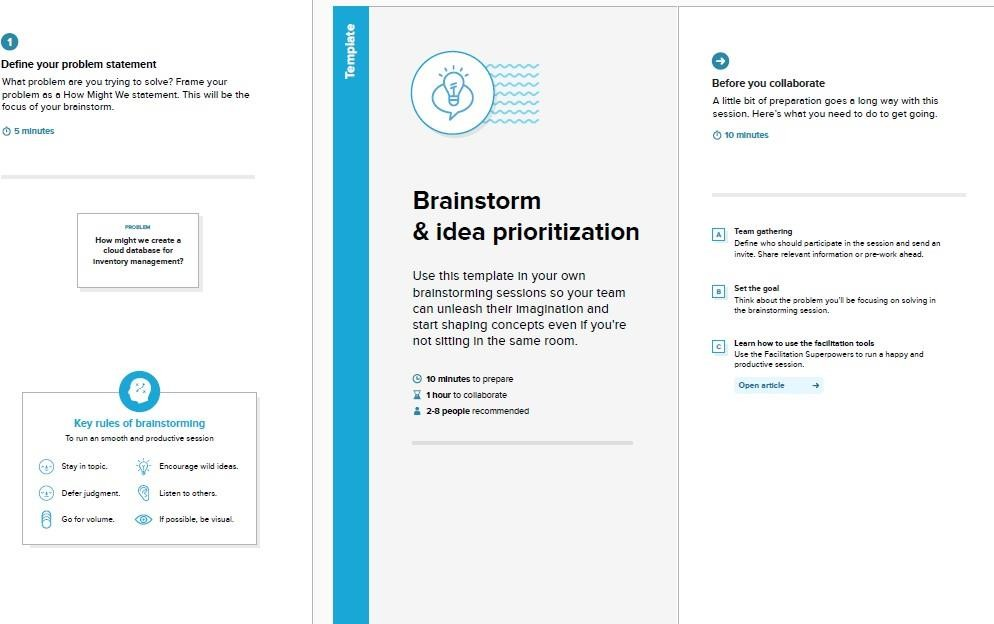 1
Define your problem statement
What problem are you trying to solve? Frame your
problem as a How Might We statement. This will be the
focus of your brainstorm.
5 minutes
PROBLEM
How might we create a
cloud database for
inventory management?
Key rules of brainstorming
To run an smooth and productive session
Stay in topic.
Encourage wild ideas.
Defer judgment.
Listen to others.
Go for volume.
If possible, be visual.
Template
Brainstorm
& idea prioritization
Use this template in your own
brainstorming sessions so your team
can unleash their imagination and
start shaping concepts even if you're
not sitting in the same room.
10 minutes to prepare
1 hour to collaborate
2-8 people recommended
Before you collaborate
A little bit of preparation goes a long way with this
session. Here's what you need to do to get going.
10 minutes
A
Team gathering
Define who should participate in the session and send an
invite. Share relevant information or pre-work ahead.
B
Set the goal
Think about the problem you'll be focusing on solving in
the brainstorming session.
C
Learn how to use the facilitation tools
Use the Facilitation Superpowers to run a happy and
productive session.
Open article